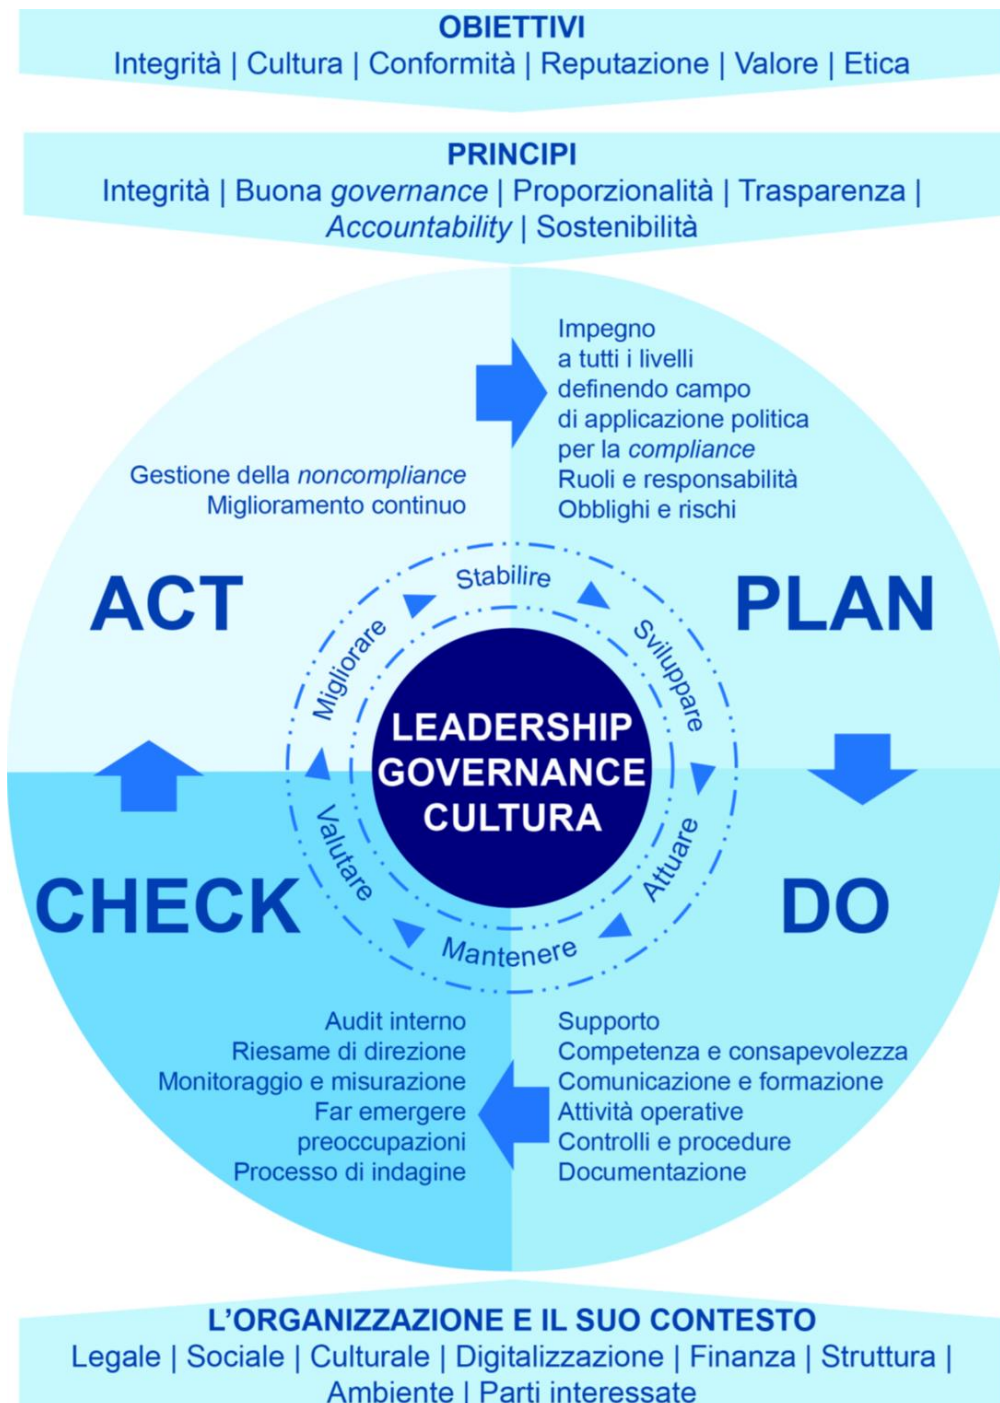 OBIETTIVI
Integrità | Cultura | Conformità | Reputazione | Valore | Etica
PRINCIPI
Integrità | Buona governance | Proporzionalità | Trasparenza |
Accountability | Sostenibilità
Impegno
a tutti i livelli
definendo campo
di applicazione politica
per la compliance
Ruoli e responsabilità
Obblighi e rischi
Gestione della noncompliance
Miglioramento continuo
ACT
PLAN
Stabilire
Sviluppare
Attuare
Mantenere
Valutare
Migliorare
LEADERSHIP
GOVERNANCE
CULTURA
CHECK
DO
Audit interno
Riesame di direzione
Monitoraggio e misurazione
Far emergere
preoccupazioni
Processo di indagine
Supporto
Competenza e consapevolezza
Comunicazione e formazione
Attività operative
Controlli e procedure
Documentazione
L'ORGANIZZAZIONE E IL SUO CONTESTO
Legale | Sociale | Culturale | Digitalizzazione | Finanza | Struttura |
Ambiente | Parti interessate